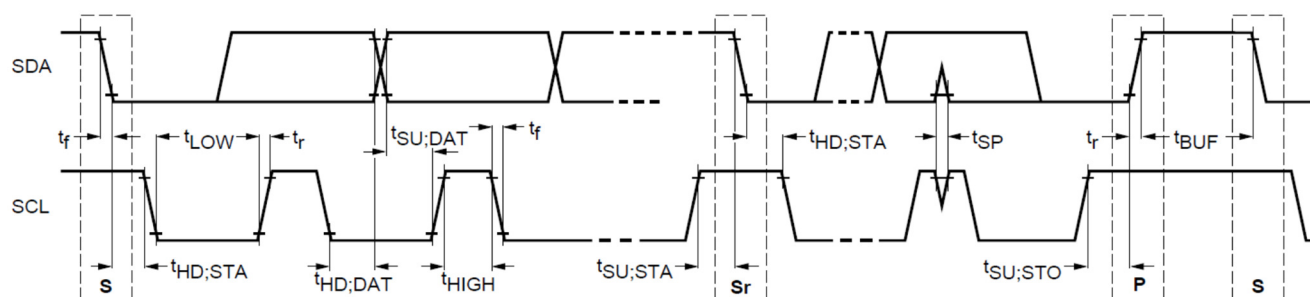 SDA
tf
tLOW
tr
tSU;DAT
tf
tHD;STA
tSP
tr
tBUF
SCL
S
tHD;STA
tHD;DAT
tHIGH
tSU;STA
Sr
tSU;STO
P
S